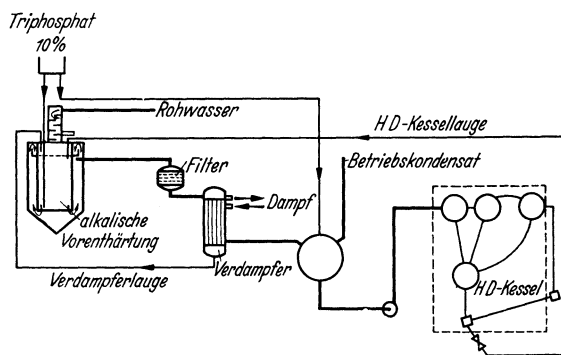 Triphosphat
10%
Rohwasser
HD-Kessellauge
Betriebskondensat
Filter
Dampf
alkalische
Vorenthärtung
Verdampfer
Verdampferlauge
HD-Kessel